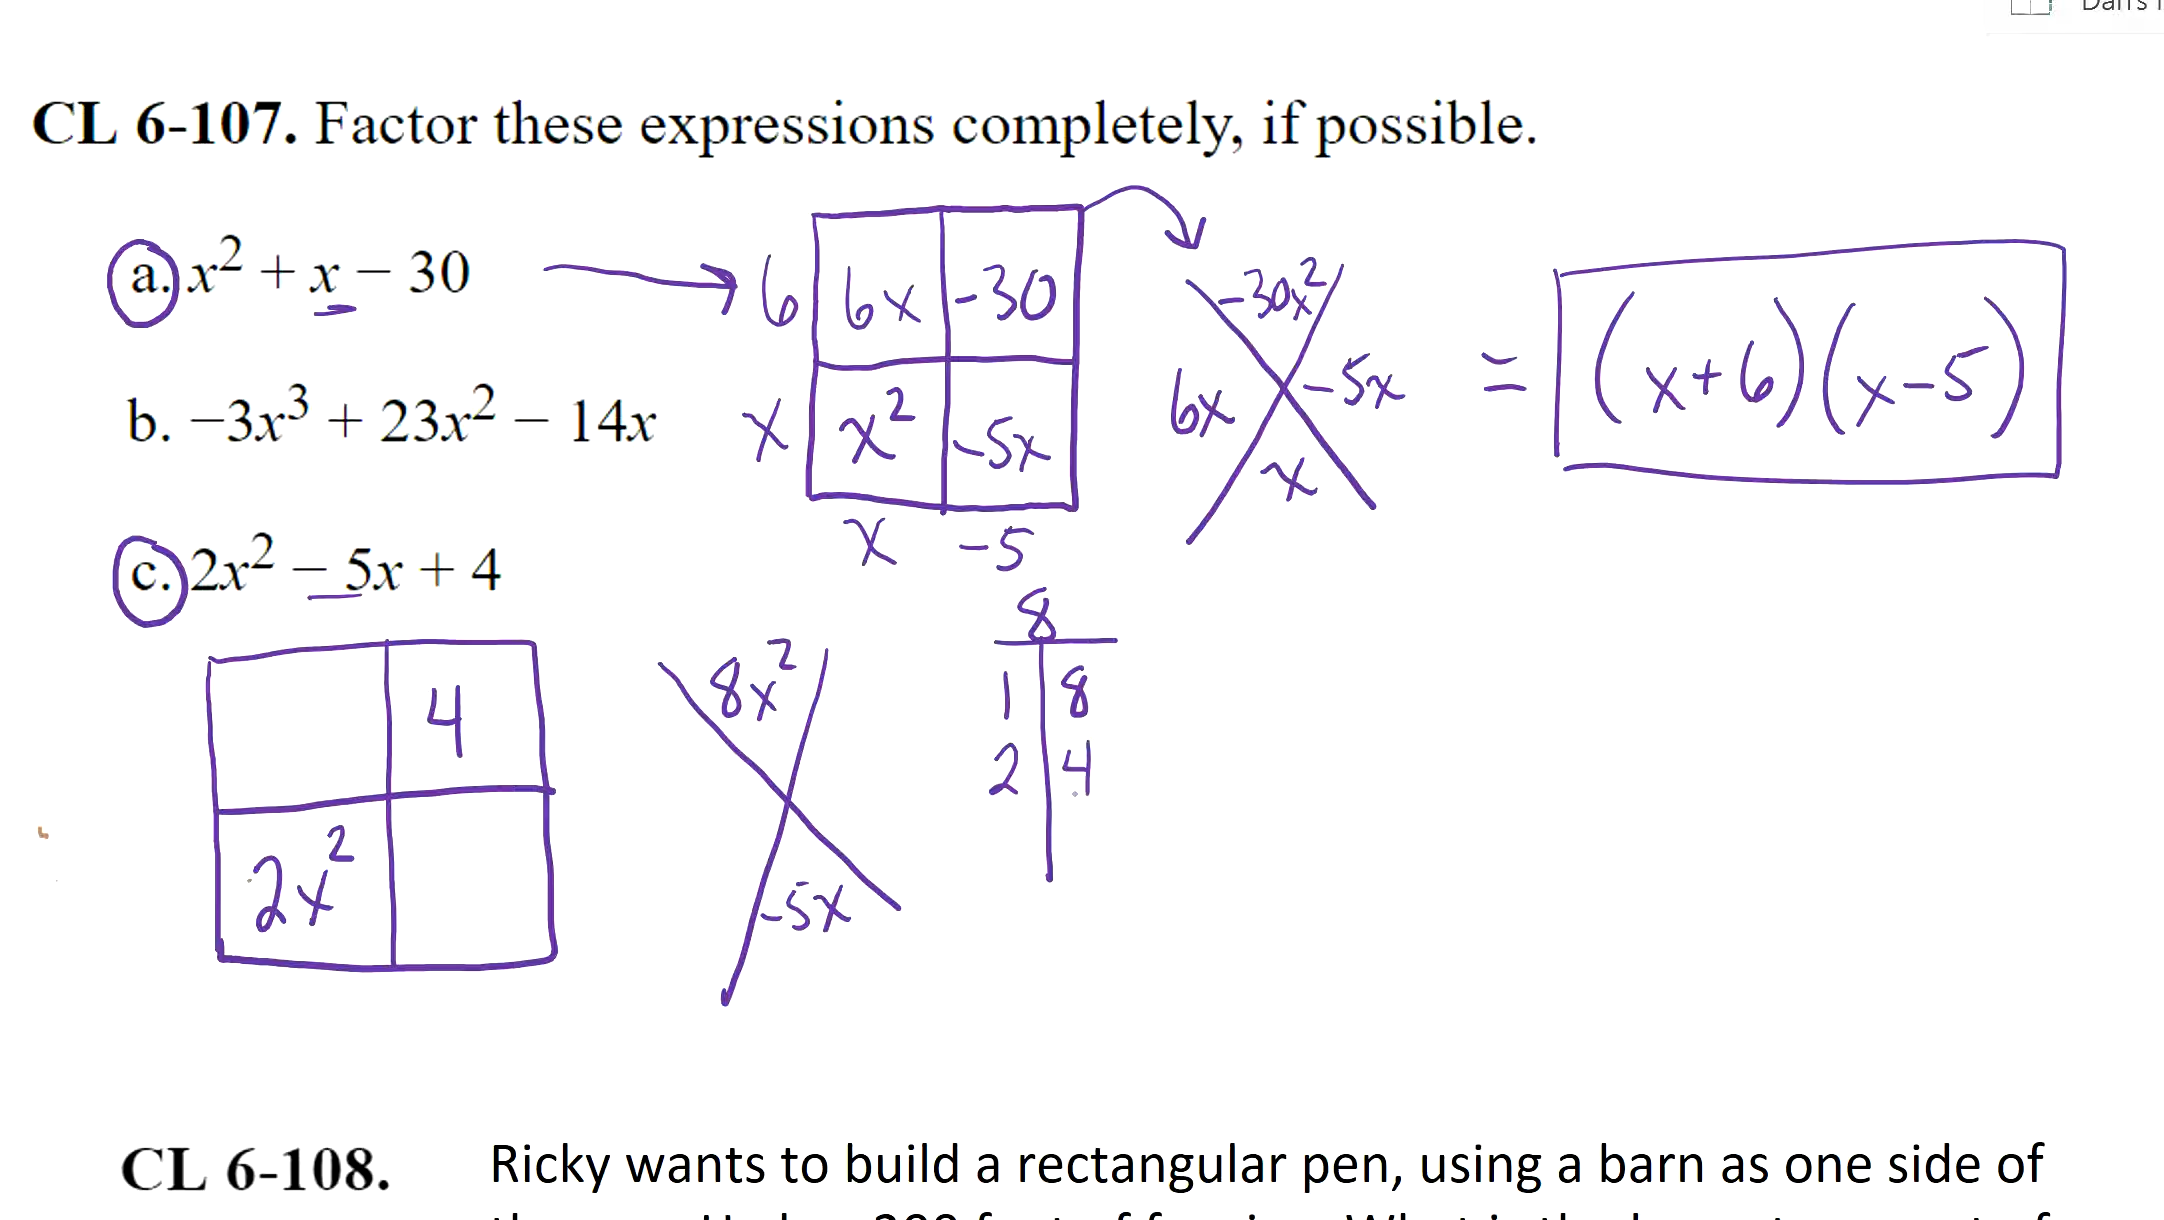 CL 6-107. Factor these expressions completely, if possible.
a. x² + x − 30
6 6x -30
x x² -5x
x -5
-30x²
6x -5x
x
= (x+6)(x-5)
b. −3x³ + 23x² − 14x
c. 2x² − 5x + 4
4
2x²
8x²
-5x
8
1 8
2 4
CL 6-108. Ricky wants to build a rectangular pen, using a barn as one side of